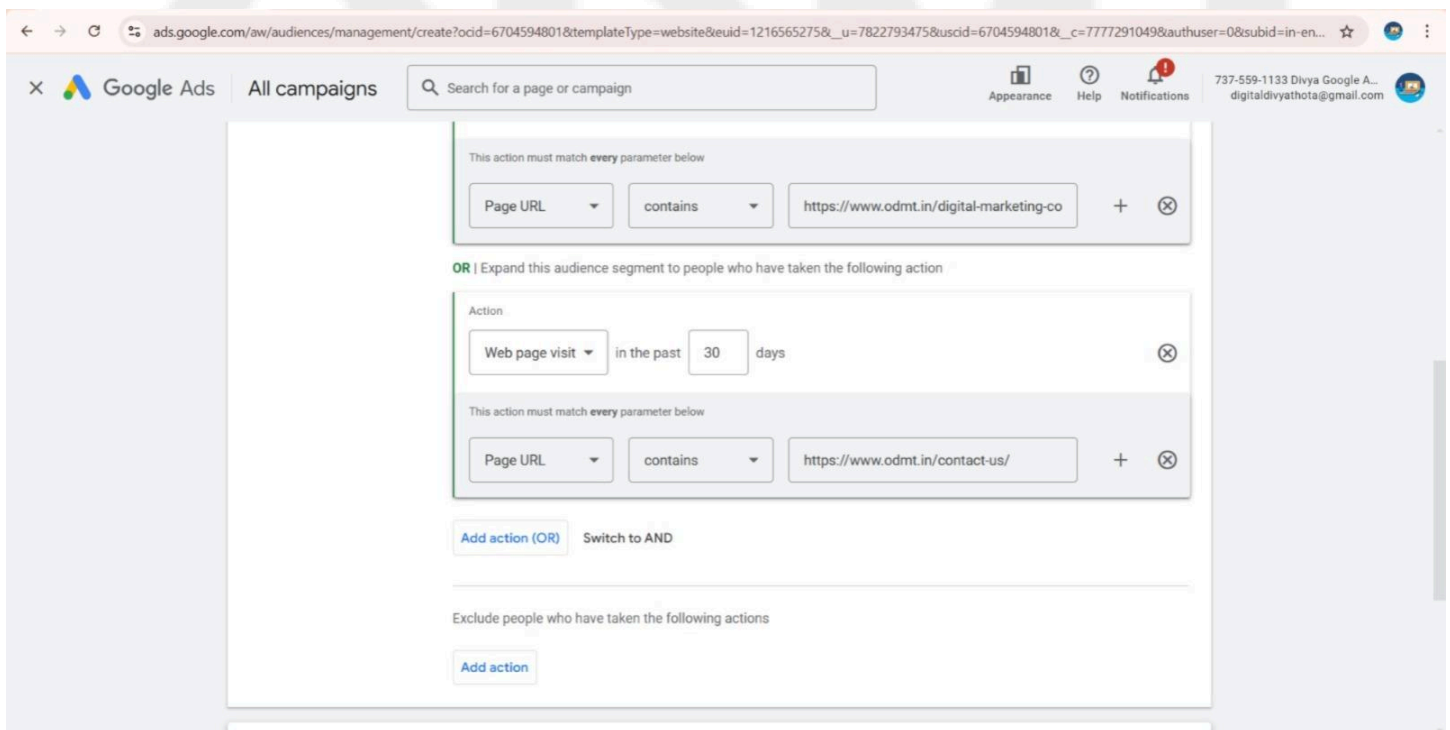 ads.google.com/aw/audiences/management/create?ocid=6704594801&templateType=website&euid=1216565275&__u=7822793475&uscid=6704594801&__c=7777291049&authuser=0&subid=in-en...
Google Ads All campaigns Search for a page or campaign Appearance Help Notifications 737-559-1133 Divya Google A...
digitaldivyathota@gmail.com
This action must match every parameter below
Page URL contains https://www.odmt.in/digital-marketing-co
OR | Expand this audience segment to people who have taken the following action
Action
Web page visit in the past 30 days
This action must match every parameter below
Page URL contains https://www.odmt.in/contact-us/
Add action (OR) Switch to AND
Exclude people who have taken the following actions
Add action